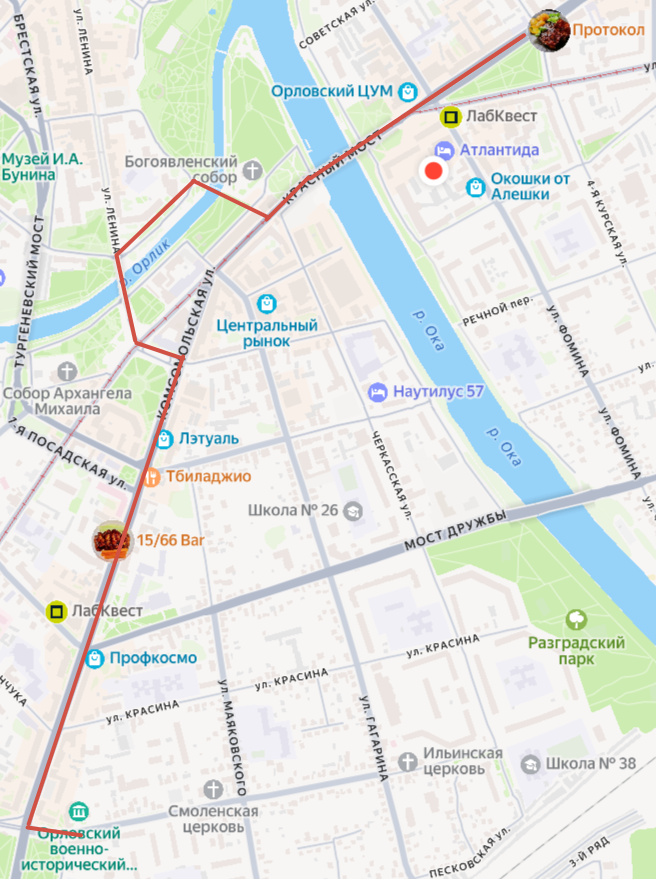 БРЕСТСКАЯ УЛ.
ул. ЛЕНИНА
СОВЕТСКАЯ ул.
Протокол
Орловский ЦУМ
ул.
ЛабКвест
Атлантида
Окошки от
Алешки
Музей И.А.
Бунина
Богоявленский
собор
КРАСНЫЙ МОСТ
ул. ЛЕНИНА
4-я КУРСКАЯ ул.
р. Орлик
ТУРГЕНЕВСКИЙ МОСТ
КОМСОМОЛЬСКАЯ ул.
Центральный
рынок
р. Ока
РЕЧНОЙ пер.
ул. ФОМИНА
Собор Архангела
Михаила
Наутилус 57
ул.
1-я ПОСАДСКАЯ ул.
Лэтуаль
р. Ока
ул. ФОМИНА
ЧЕРКАССКАЯ ул.
Тбиладжио
Школа № 26
15/66 Bar
МОСТ ДРУЖБЫ
ЛабКвест
Разградский
парк
Профкосмо
ул. КРАСИНА
ул. КРАСИНА
ул. КРАСИНА
НЧУКА
ул. МАЯКОВСКОГО
ул. ГАГАРИНА
Ильинская
церковь
Школа № 38
Смоленская
церковь
Орловский
военно-
исторический...
ПЕСКОВСКАЯ ул.
3-Й РЯД